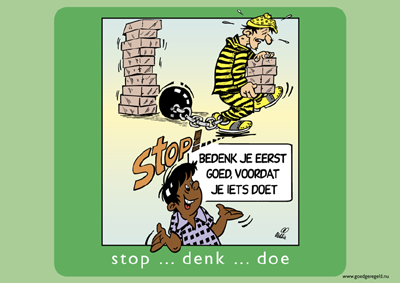 Stop!
BEDENK JE EERST
GOED, VOORDAT
JE IETS DOET
stop ... denk ... doe
www.goedgeregeld.nu